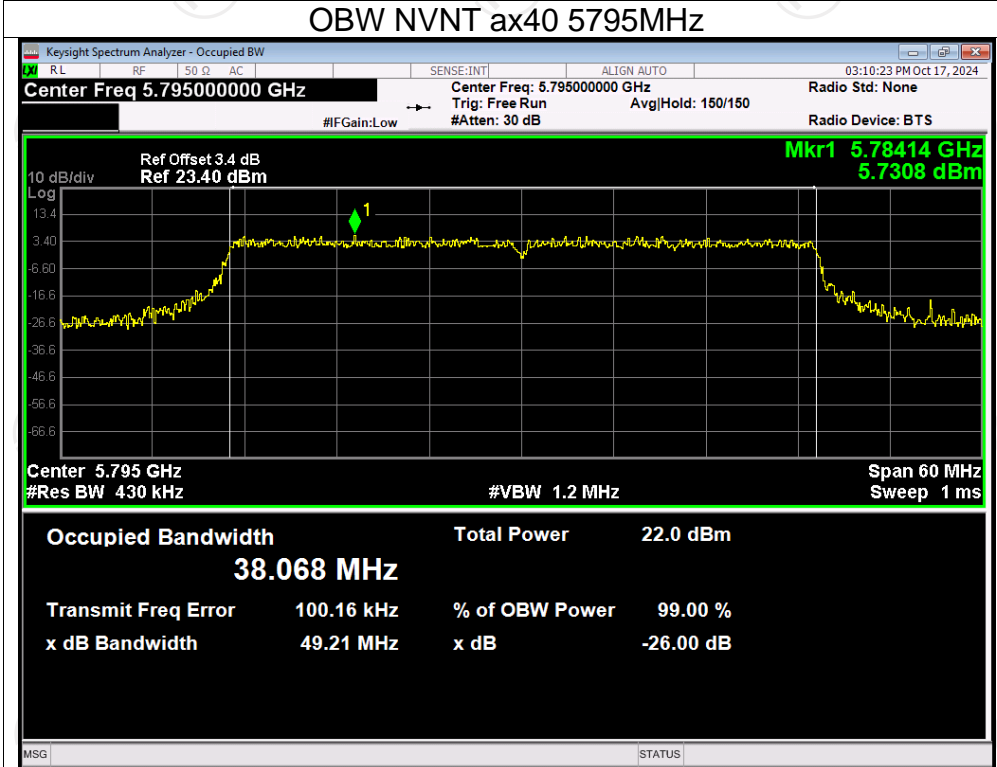 OBW NVNT ax40 5795MHz
Keysight Spectrum Analyzer - Occupied BW
LXI RL RF 50 Ω AC SENSE:INT ALIGN AUTO 03:10:23 PM Oct 17, 2024
Center Freq 5.795000000 GHz Center Freq: 5.795000000 GHz Radio Std: None
Trig: Free Run Avg|Hold: 150/150
#IFGain:Low #Atten: 30 dB Radio Device: BTS
Mkr1 5.78414 GHz
5.7308 dBm
Ref Offset 3.4 dB
10 dB/div Ref 23.40 dBm
Log
1
13.4
3.40
-6.60
-16.6
-26.6
-36.6
-46.6
-56.6
-66.6
Center 5.795 GHz Span 60 MHz
#Res BW 430 kHz #VBW 1.2 MHz Sweep 1 ms
Occupied Bandwidth Total Power 22.0 dBm
38.068 MHz
Transmit Freq Error 100.16 kHz % of OBW Power 99.00 %
x dB Bandwidth 49.21 MHz x dB -26.00 dB
MSG STATUS